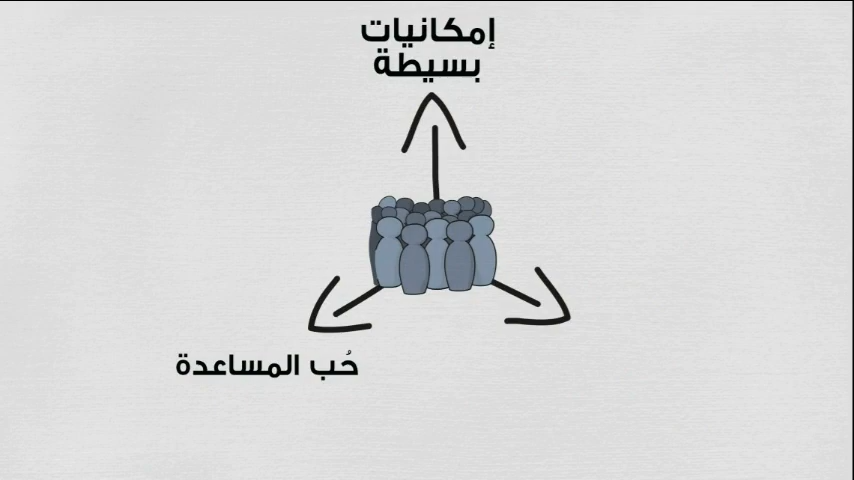 إمكانيات
بسيطة
حُب المساعدة